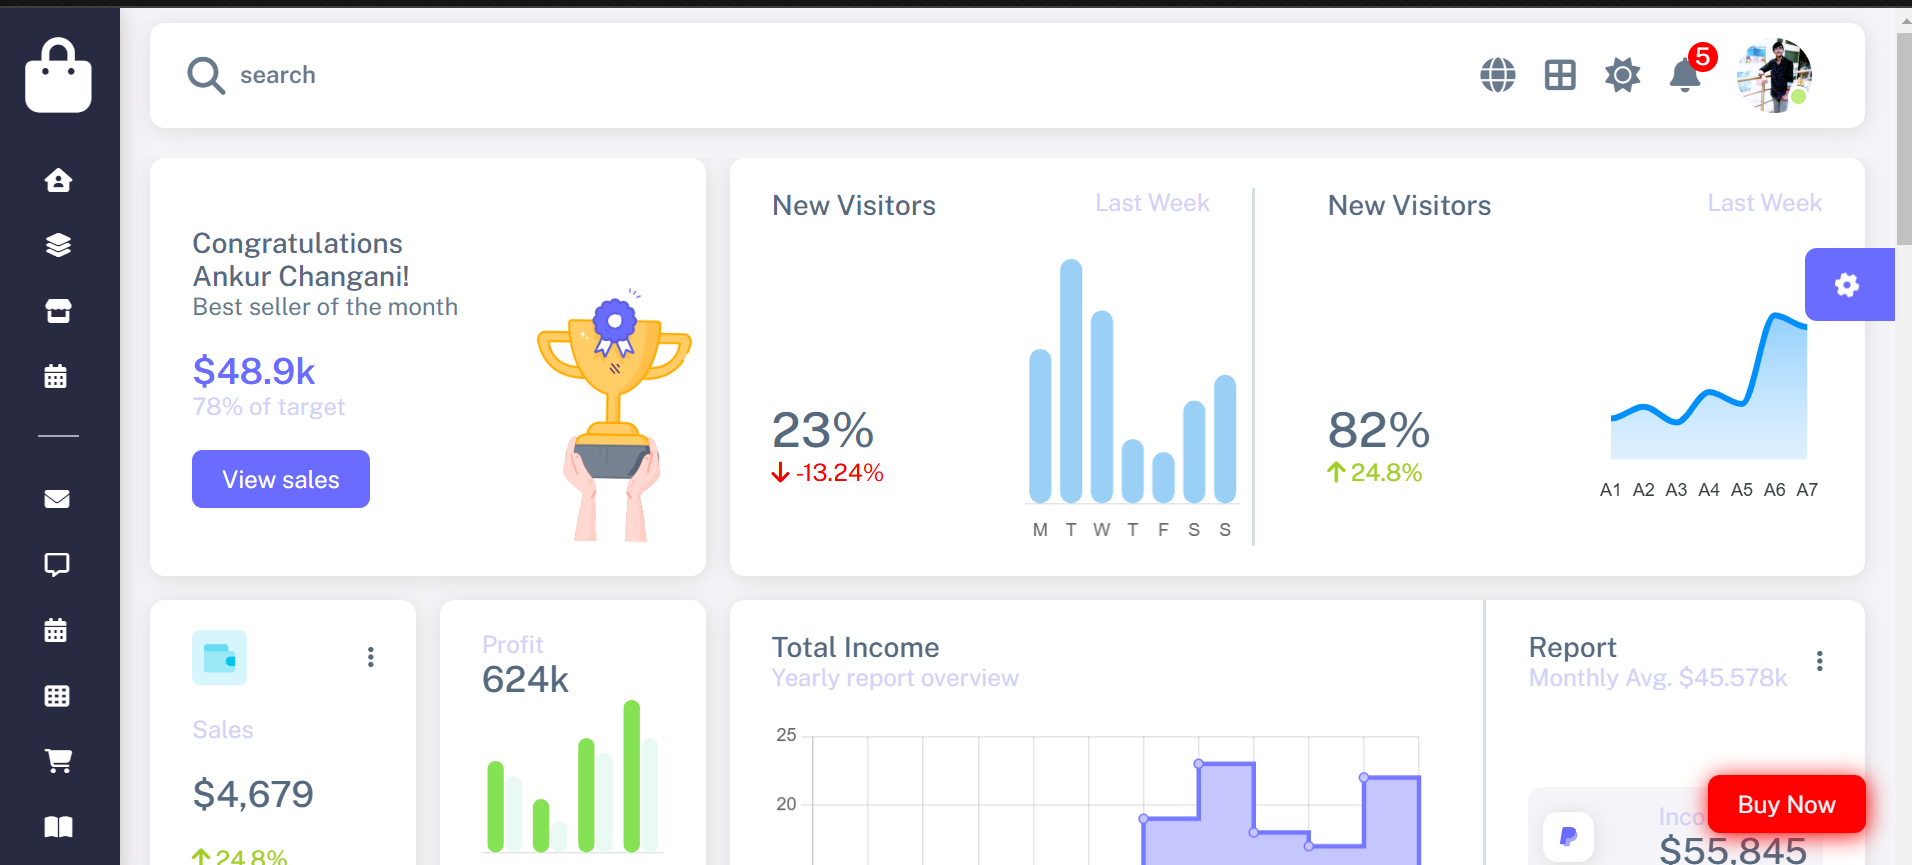 search
5
Congratulations
Ankur Changani!
Best seller of the month
$48.9k
78% of target
View sales
New Visitors
Last Week
23%
-13.24%
M T W T F S S
New Visitors
Last Week
82%
24.8%
A1 A2 A3 A4 A5 A6 A7
Sales
$4,679
24.8%
Profit
624k
Total Income
Yearly report overview
25
20
Report
Monthly Avg. $45.578k
$55,845
Buy Now